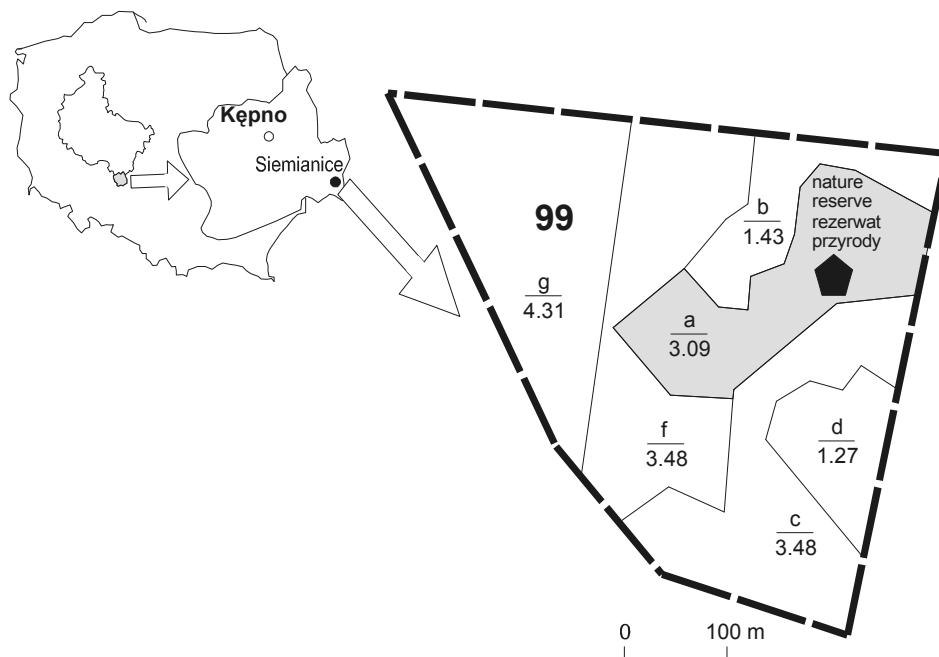 Kępno
Siemianice
99
g
4.31
b
1.43
nature
reserve
rezerwat
przyrody
a
3.09
f
3.48
d
1.27
c
3.48
0 100 m